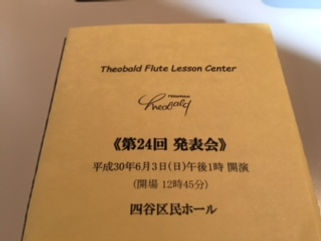 Theobald Flute Lesson Center
Theobald
《第24回 発表会》
平成30年6月3日(日)午後1時 開演
(開場 12時45分)
四谷区民ホール